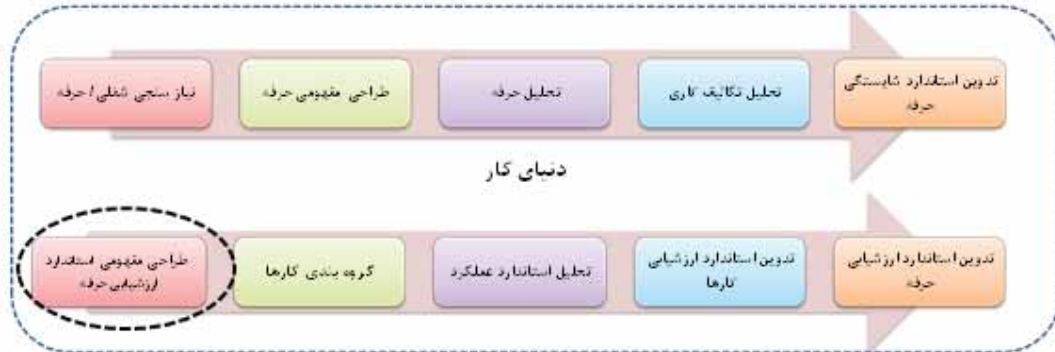 نیاز سنجی شغلی/ حرفه
طراحی مفهومی حرفه
تحلیل حرفه
تحلیل تکالیف کاری
تدوین استاندارد شایستگی
حرفه
دنیای کار
طراحی مفهومی استاندارد
ارزشیابی حرفه
گروه بندی کارها
تحلیل استاندارد عملکرد
تدوین استاندارد ارزشیابی
کارها
تدوین استاندارد ارزشیابی
حرفه